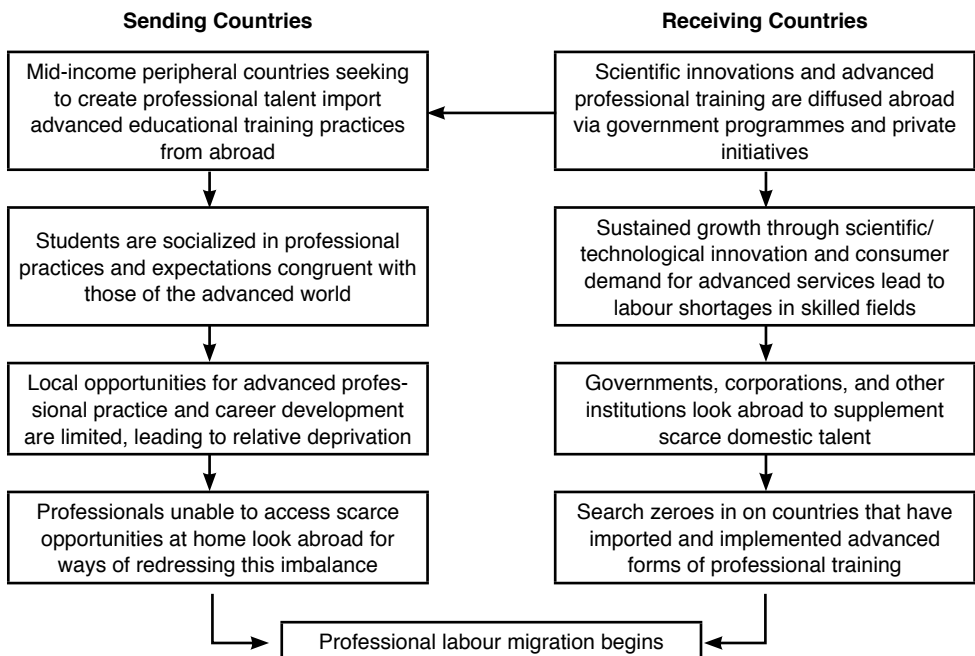 Sending Countries
Mid-income peripheral countries seeking
to create professional talent import
advanced educational training practices
from abroad
Students are socialized in professional
practices and expectations congruent with
those of the advanced world
Local opportunities for advanced profes-
sional practice and career development
are limited, leading to relative deprivation
Professionals unable to access scarce
opportunities at home look abroad for
ways of redressing this imbalance
Receiving Countries
Scientific innovations and advanced
professional training are diffused abroad
via government programmes and private
initiatives
Sustained growth through scientific/
technological innovation and consumer
demand for advanced services lead to
labour shortages in skilled fields
Governments, corporations, and other
institutions look abroad to supplement
scarce domestic talent
Search zeroes in on countries that have
imported and implemented advanced
forms of professional training
Professional labour migration begins